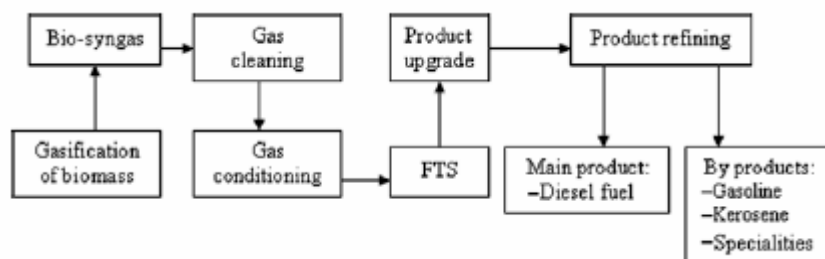 Bio-syngas
Gas
cleaning
Product
upgrade
Product refining
Gasification
of biomass
Gas
conditioning
FTS
Main product:
–Diesel fuel
By products:
–Gasoline
–Kerosene
–Specialities